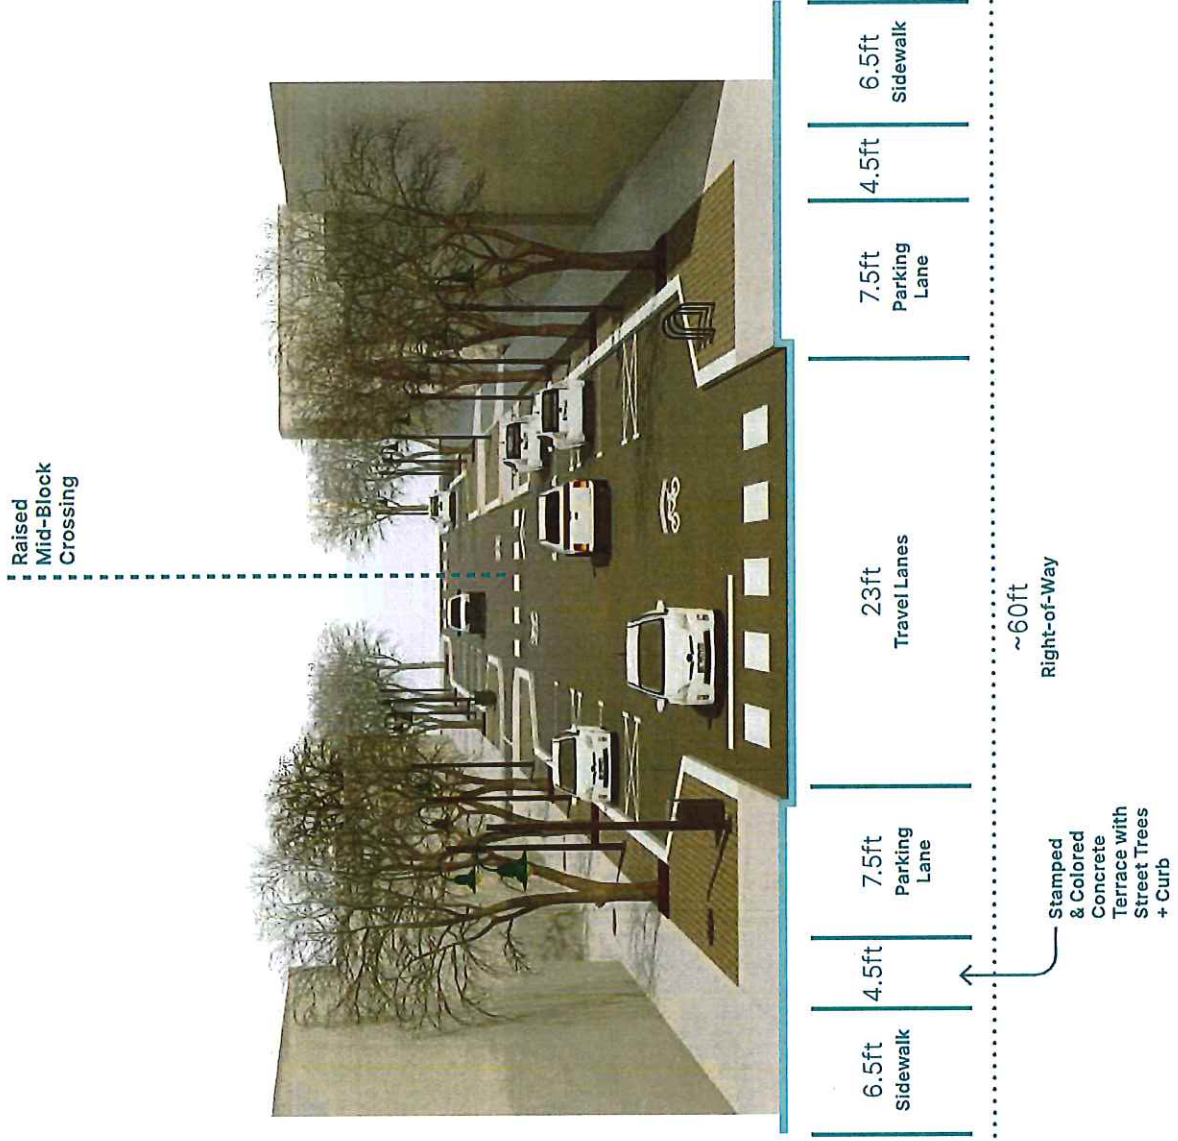 Raised
Mid-Block
Crossing
6.5ft
Sidewalk
4.5ft
7.5ft
Parking
Lane
23ft
Travel Lanes
7.5ft
Parking
Lane
4.5ft
6.5ft
Sidewalk
~60ft
Right-of-Way
Stamped
& Colored
Concrete
Terrace with
Street Trees
+ Curb